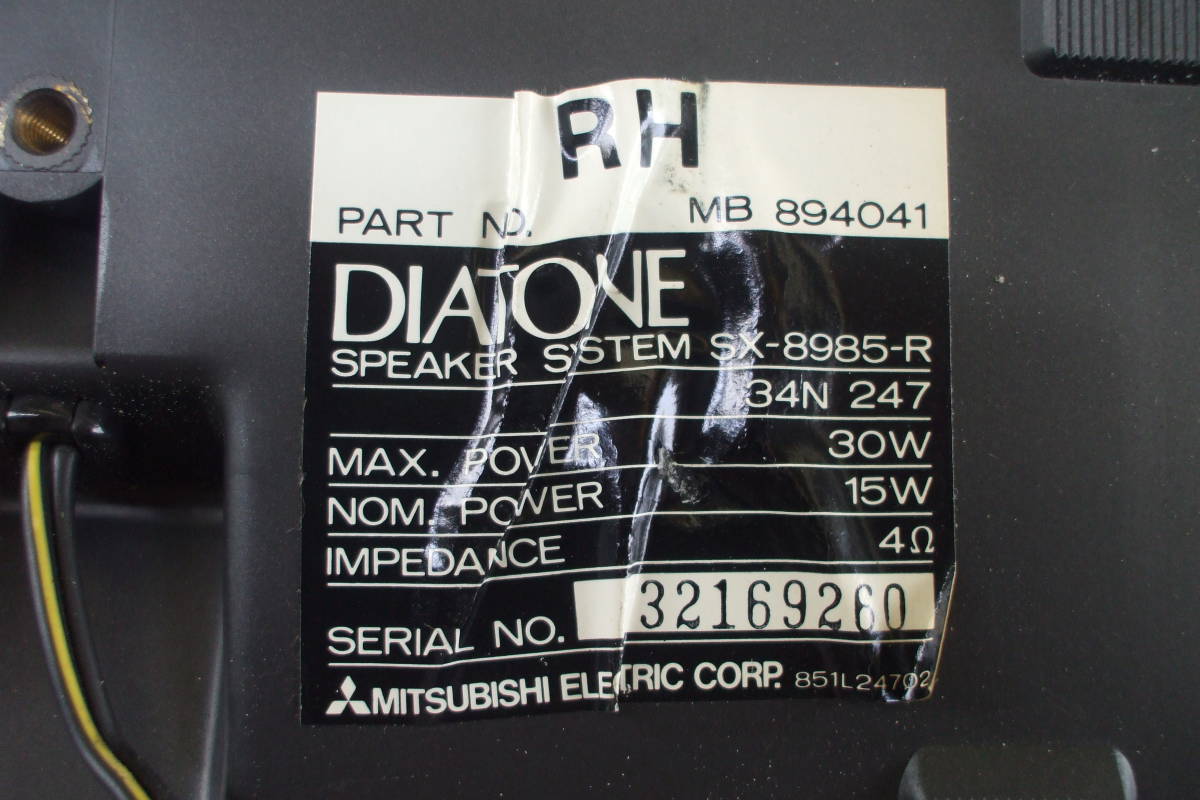 RH
PART NO. MB 894041
DIATONE
SPEAKER SYSTEM SX-8985-R
34N 247
MAX. POWER 30W
NOM. POWER 15W
IMPEDANCE 4Ω
SERIAL NO. 32169280
MITSUBISHI ELECTRIC CORP. 851L24702